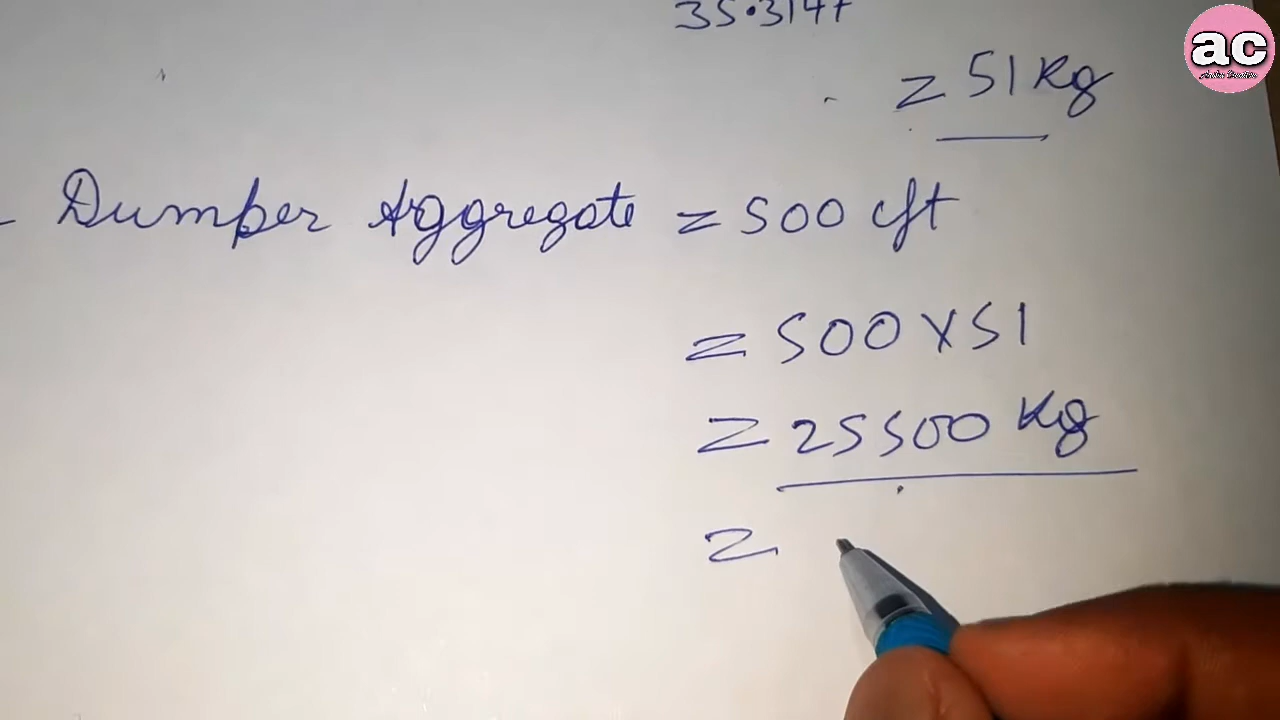 35.3147
= 51 Kg
Dumper Aggregate = 500 cft
= 500 X 51
= 25500 Kg
=
ac